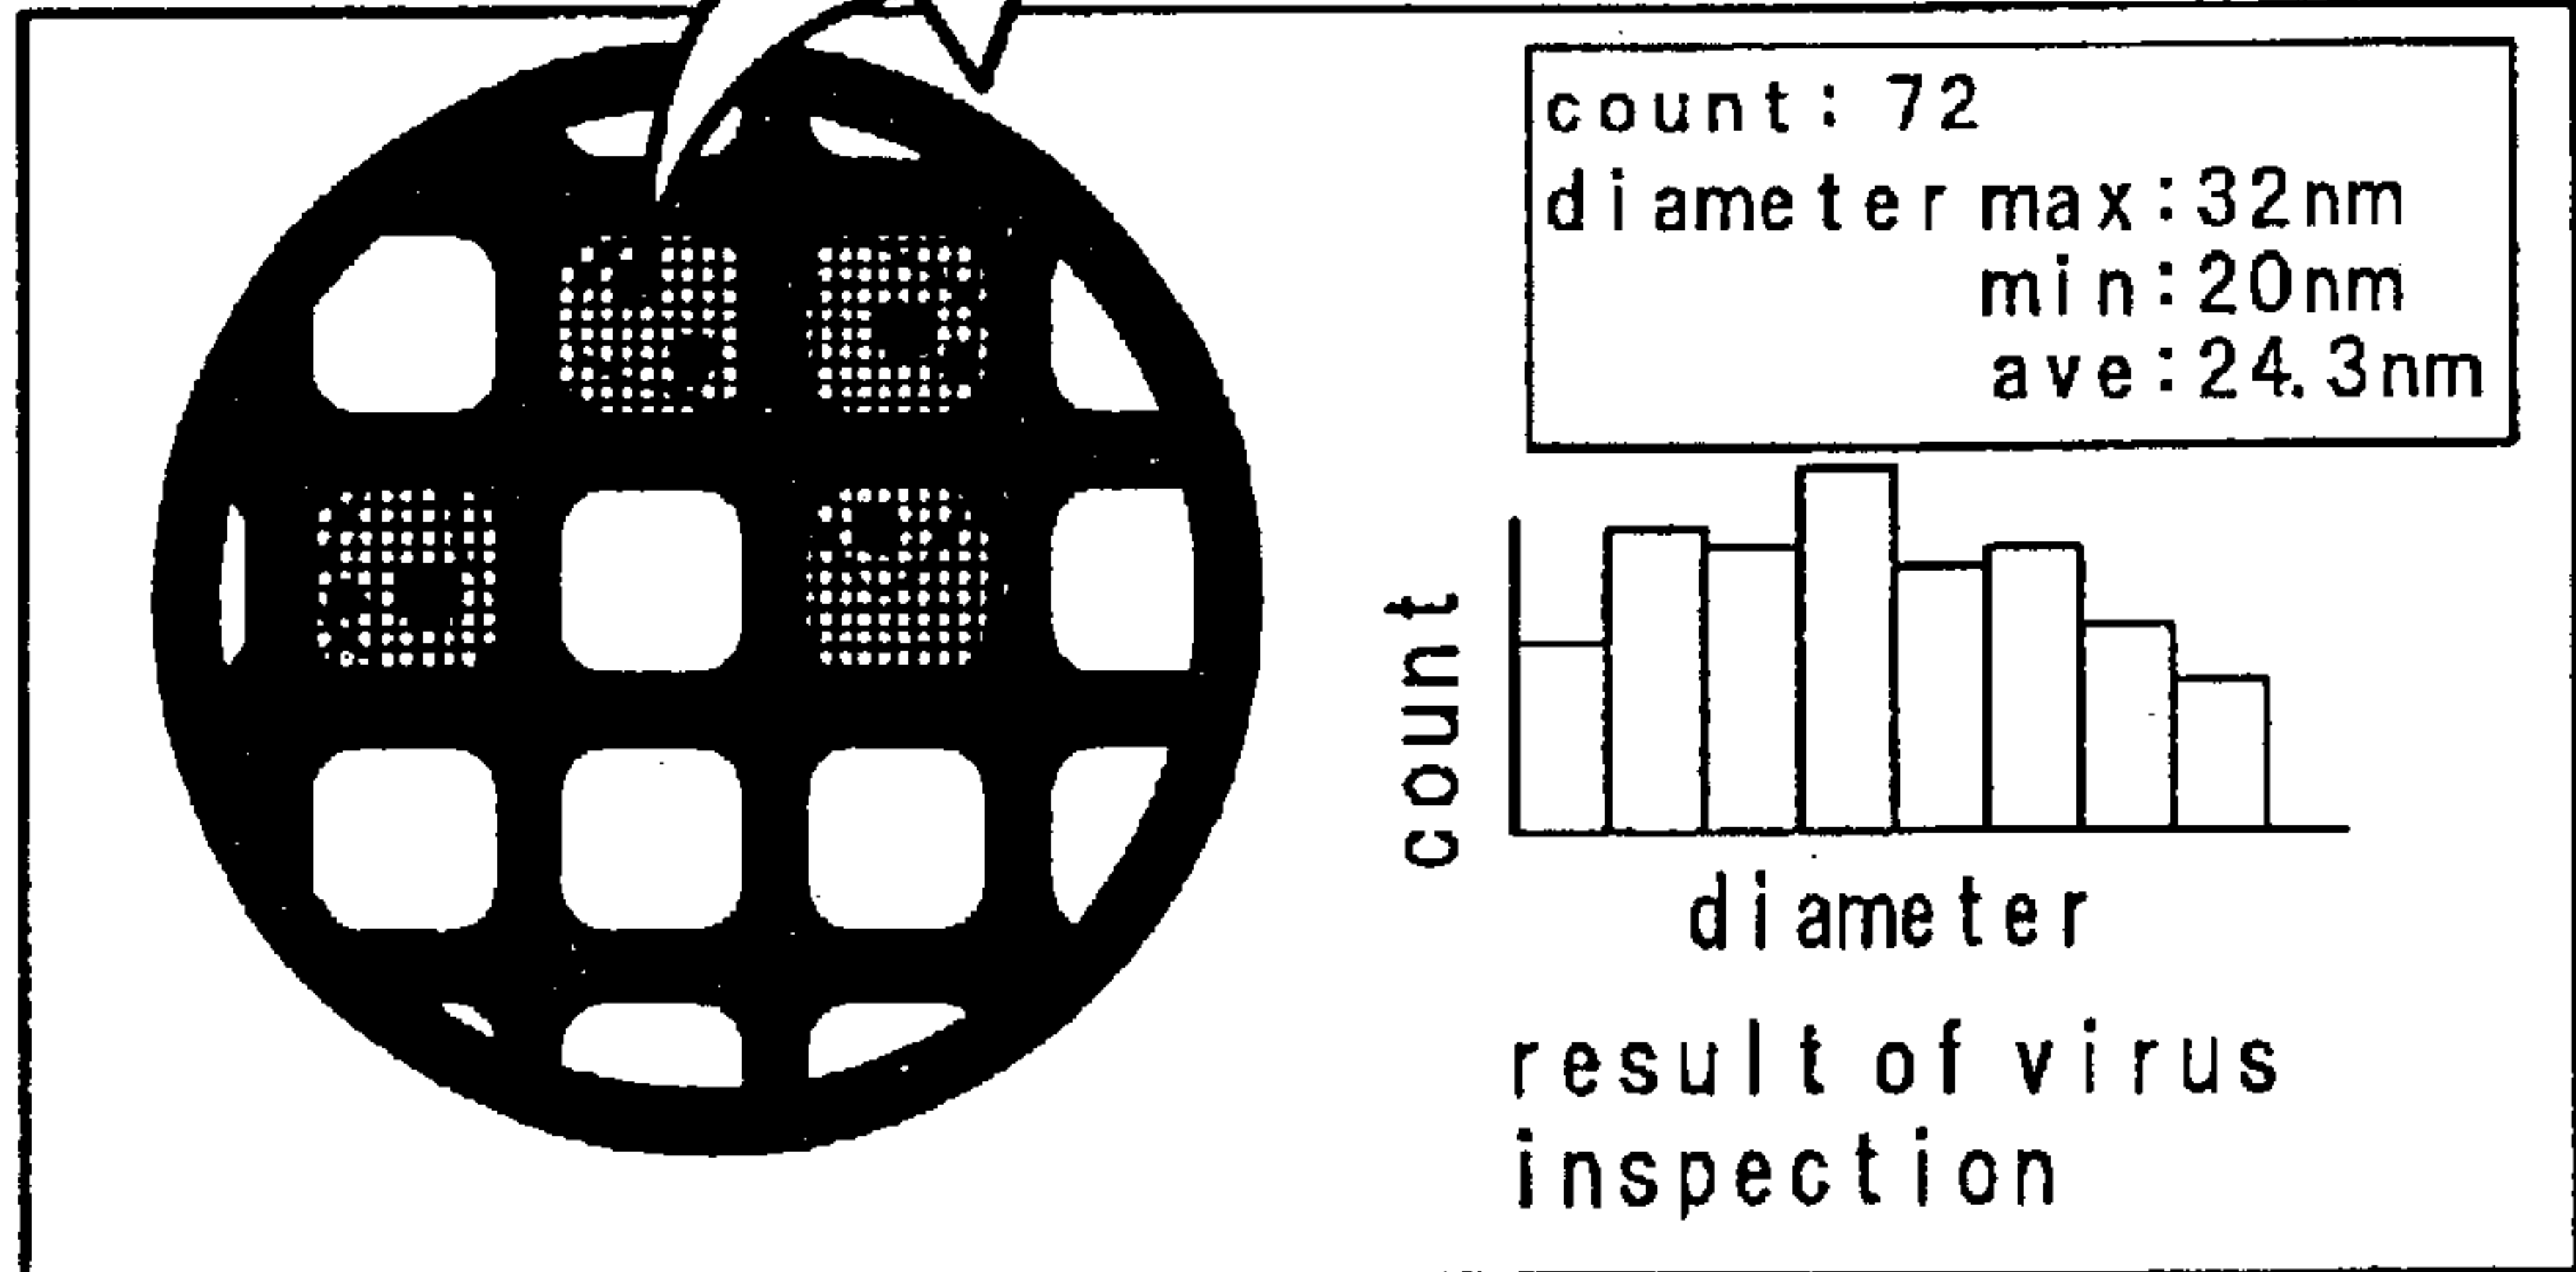 count: 72
diameter max:32nm
min:20nm
ave:24.3nm
count
diameter
result of virus
inspection